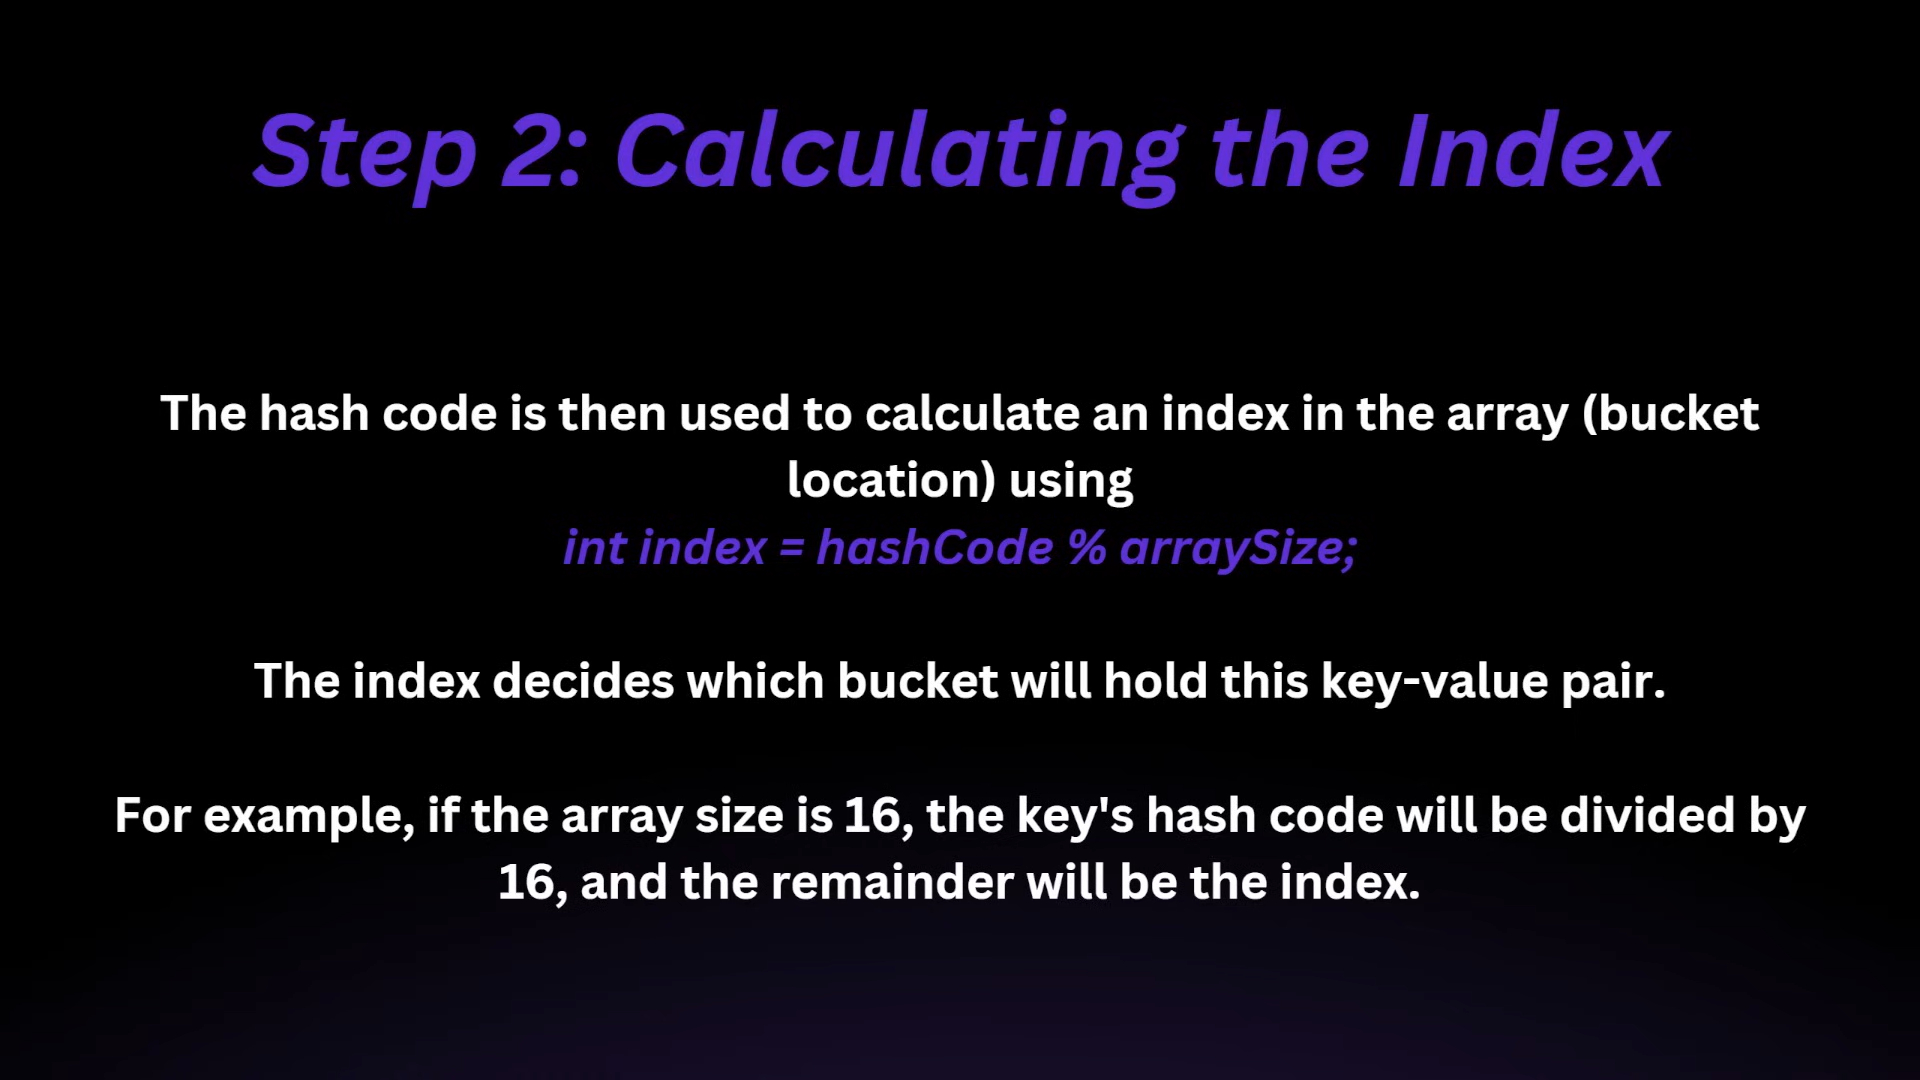 Step 2: Calculating the Index
The hash code is then used to calculate an index in the array (bucket
location) using
int index = hashCode % arraySize;
The index decides which bucket will hold this key-value pair.
For example, if the array size is 16, the key's hash code will be divided by
16, and the remainder will be the index.